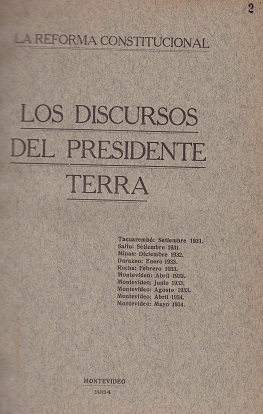 2
LA REFORMA CONSTITUCIONAL
LOS DISCURSOS
DEL PRESIDENTE
TERRA
Tacuarembó: Setiembre 1931.
Salto: Setiembre 1931.
Minas: Diciembre 1932.
Durazno: Enero 1933.
Rocha: Febrero 1933.
Montevideo: Abril 1933.
Montevideo: Junio 1933.
Montevideo: Agosto 1933.
Montevideo: Abril 1934.
Montevideo: Mayo 1934.
MONTEVIDEO
1934